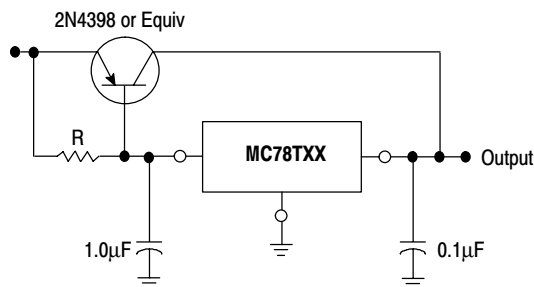 2N4398 or Equiv
R
MC78TXX
Output
1.0μF
0.1μF